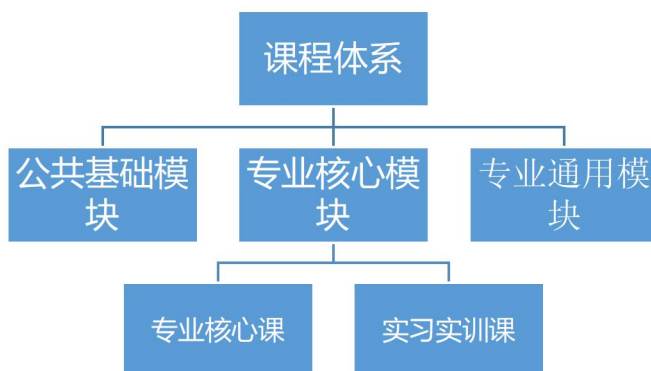 课程体系
公共基础模
块
专业核心模
块
专业通用模
块
专业核心课
实习实训课